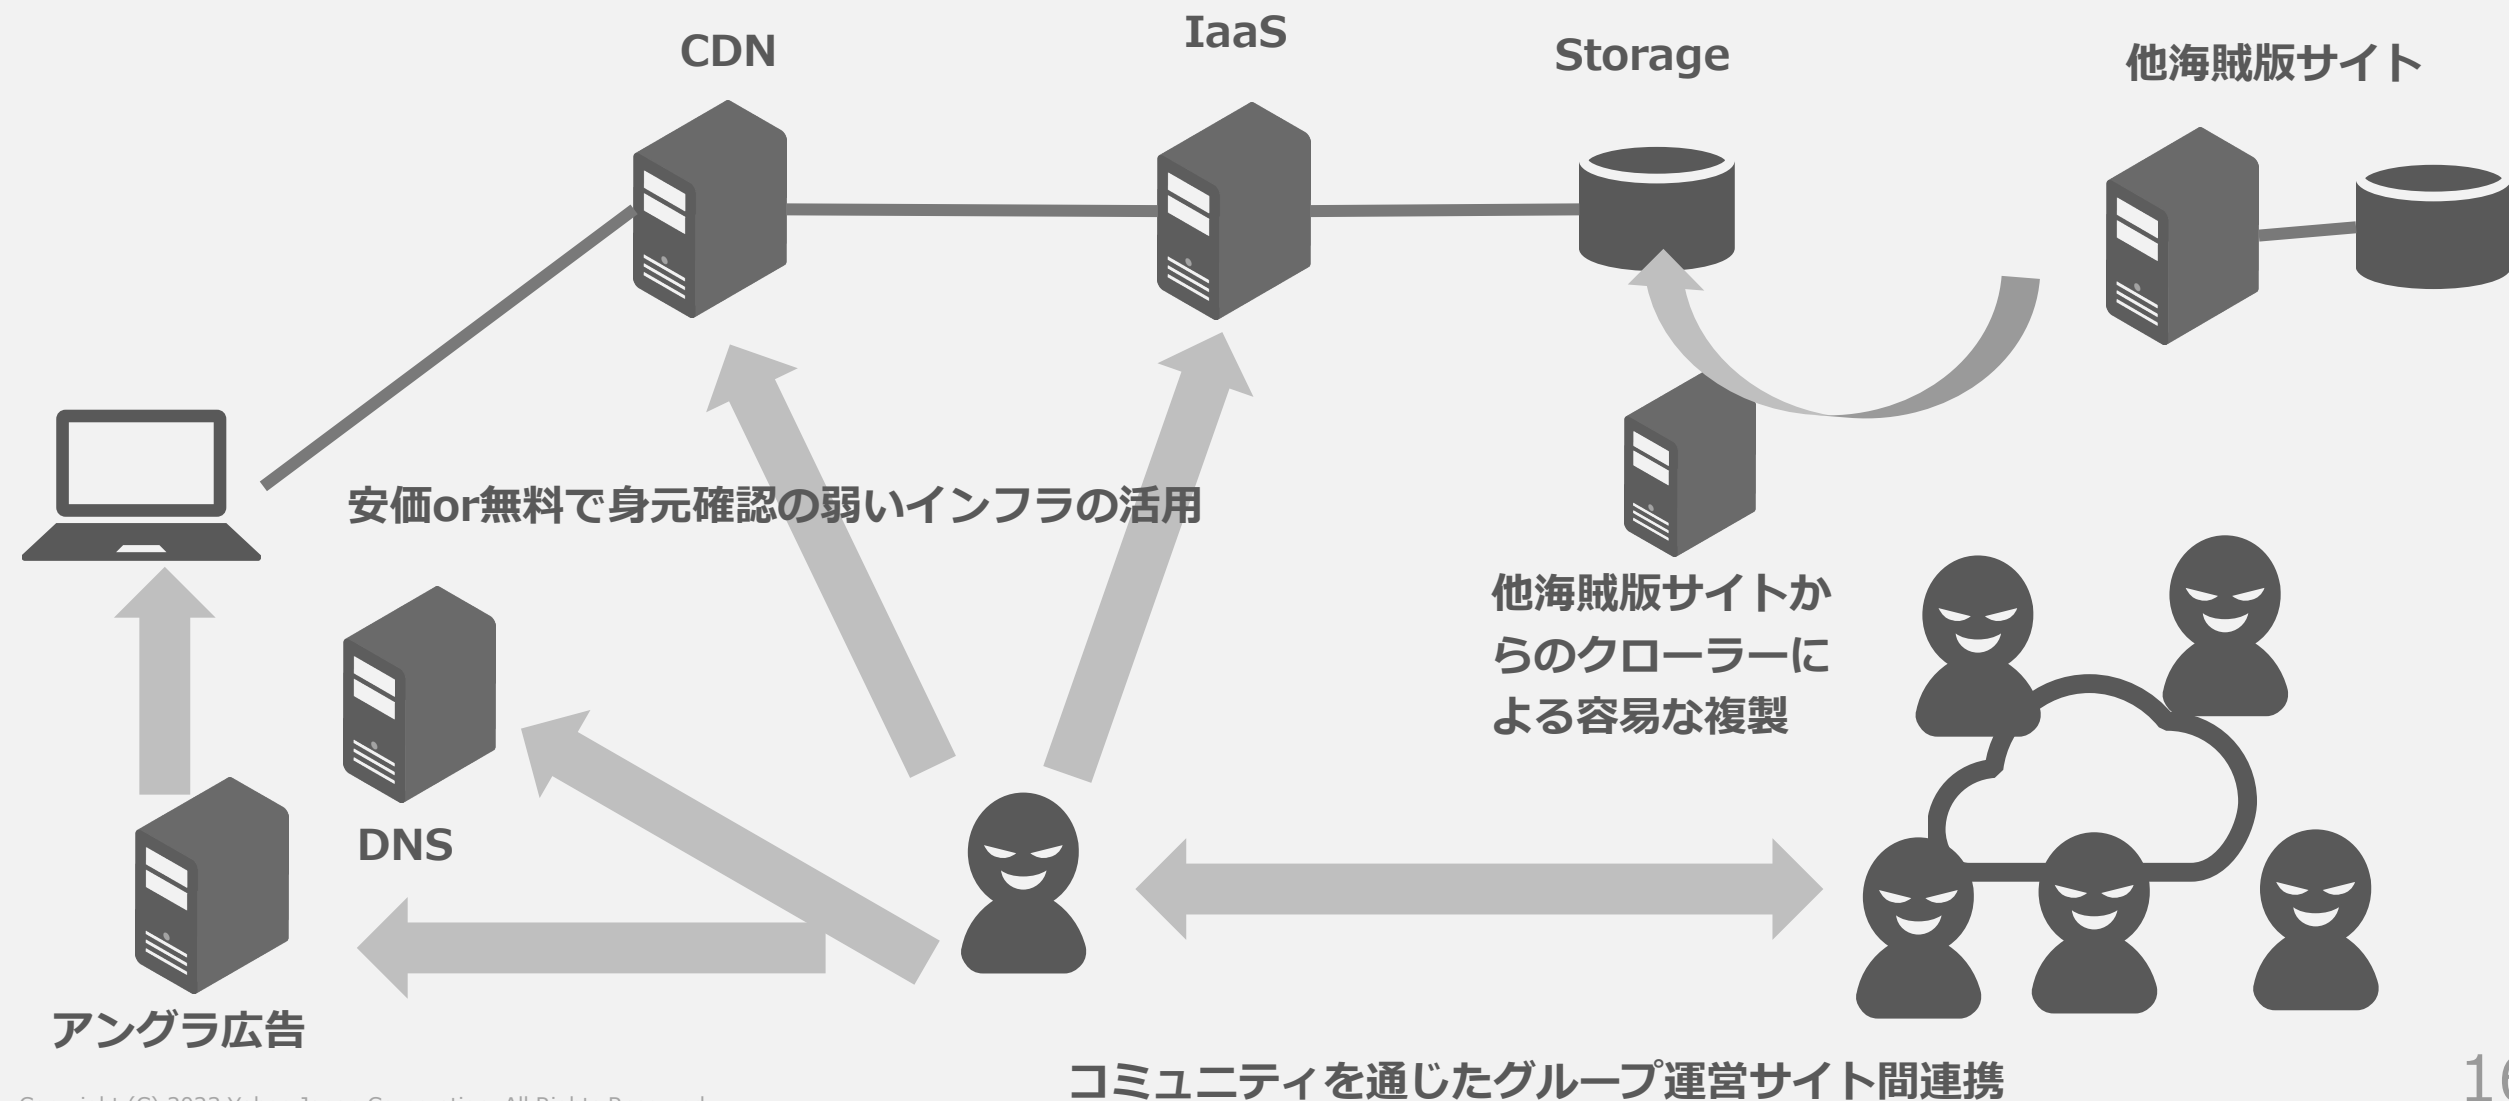 CDN
IaaS
Storage
他海賊版サイト
安価or無料で身元確認の弱いインフラの活用
他海賊版サイトか
らのクローラーに
よる容易な複製
DNS
アングラ広告
コミュニティを通じたグループ運営サイト間連携